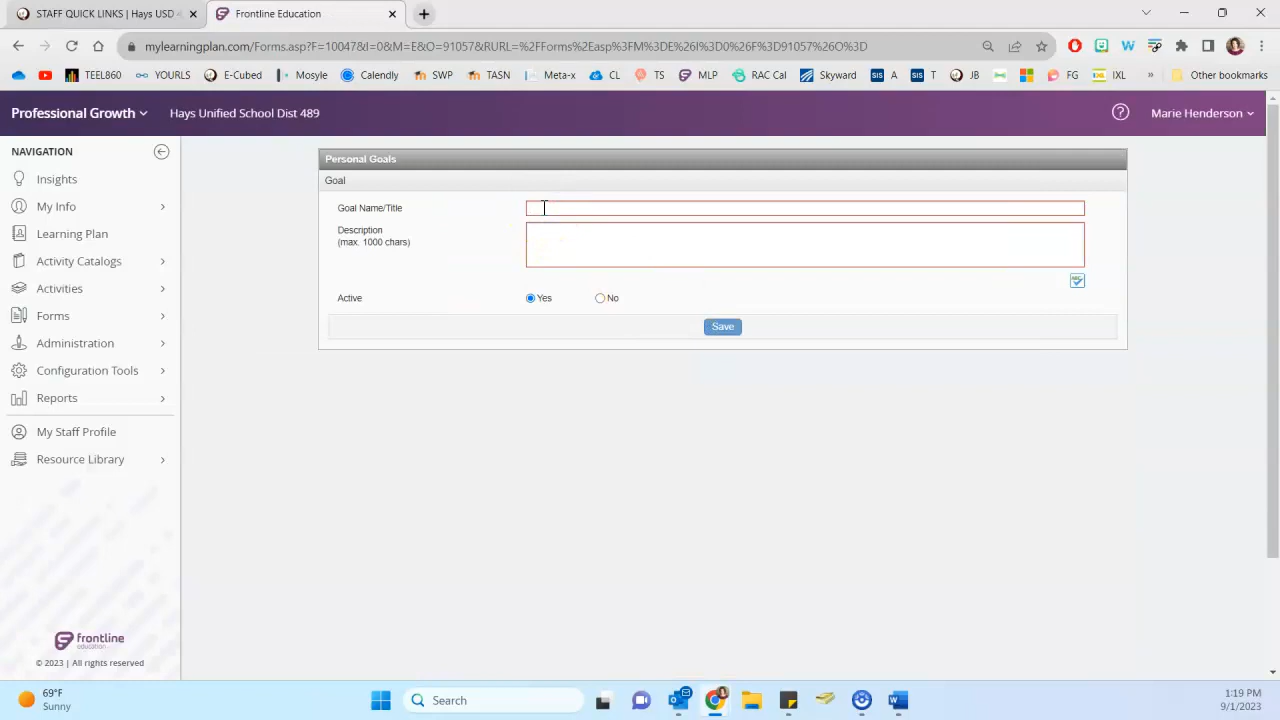 STAFF QUICK LINKS | Hays USD
Frontline Education
mylearningplan.com/Forms.asp?F=10047&I=0&M=E&O=91057&RURL=%2FForms%2Easp%3FM%3DE%26I%3D0%26F%3D91057%26O%3D
TEEL860
YOURLS
E-Cubed
Mosyle
Calendly
SWP
TASN
Meta-x
CL
TS
MLP
RAC Cal
Skyward
SIS A
SIS T
JB
FG
IXL
»
Other bookmarks
Professional Growth
Hays Unified School Dist 489
Marie Henderson
NAVIGATION
Insights
My Info
Learning Plan
Activity Catalogs
Activities
Forms
Administration
Configuration Tools
Reports
My Staff Profile
Resource Library
Personal Goals
Goal
Goal Name/Title
Description
(max. 1000 chars)
ABC
Active
Yes
No
Save
frontline
education
© 2023 | All rights reserved
69°F
Sunny
Search
1:19 PM
9/1/2023